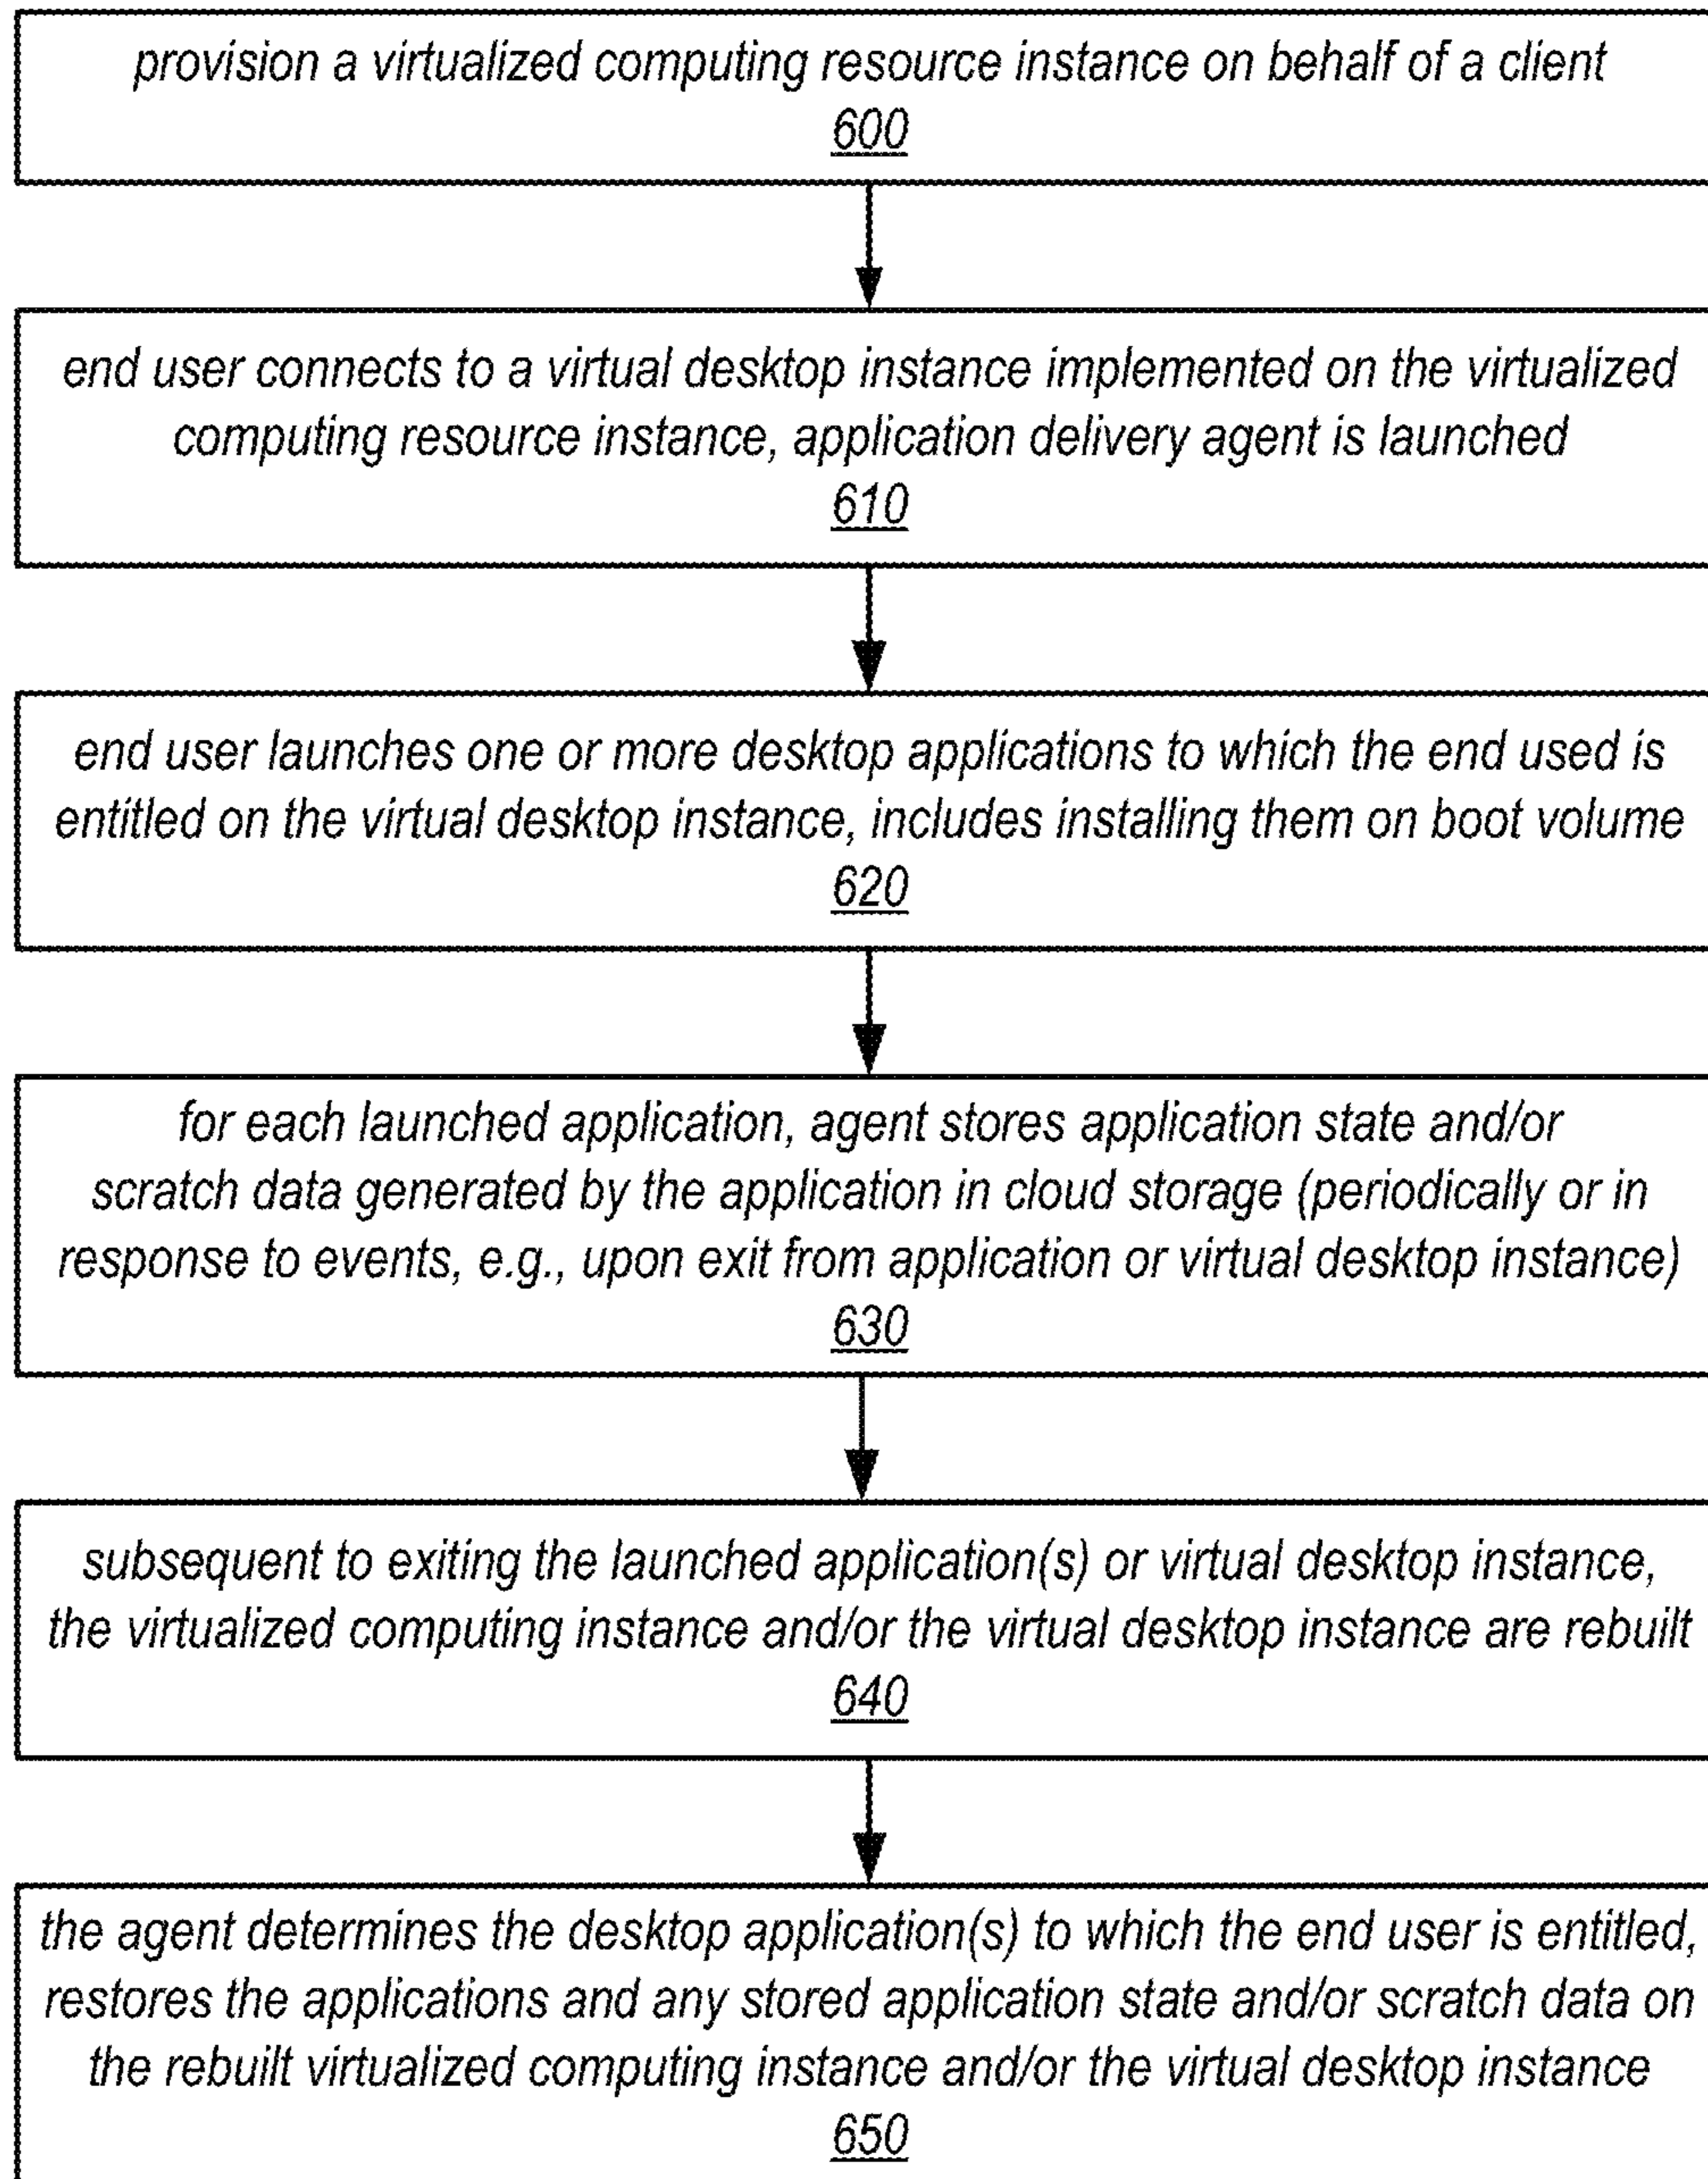 provision a virtualized computing resource instance on behalf of a client
600
end user connects to a virtual desktop instance implemented on the virtualized
computing resource instance, application delivery agent is launched
610
end user launches one or more desktop applications to which the end used is
entitled on the virtual desktop instance, includes installing them on boot volume
620
for each launched application, agent stores application state and/or
scratch data generated by the application in cloud storage (periodically or in
response to events, e.g., upon exit from application or virtual desktop instance)
630
subsequent to exiting the launched application(s) or virtual desktop instance,
the virtualized computing instance and/or the virtual desktop instance are rebuilt
640
the agent determines the desktop application(s) to which the end user is entitled,
restores the applications and any stored application state and/or scratch data on
the rebuilt virtualized computing instance and/or the virtual desktop instance
650